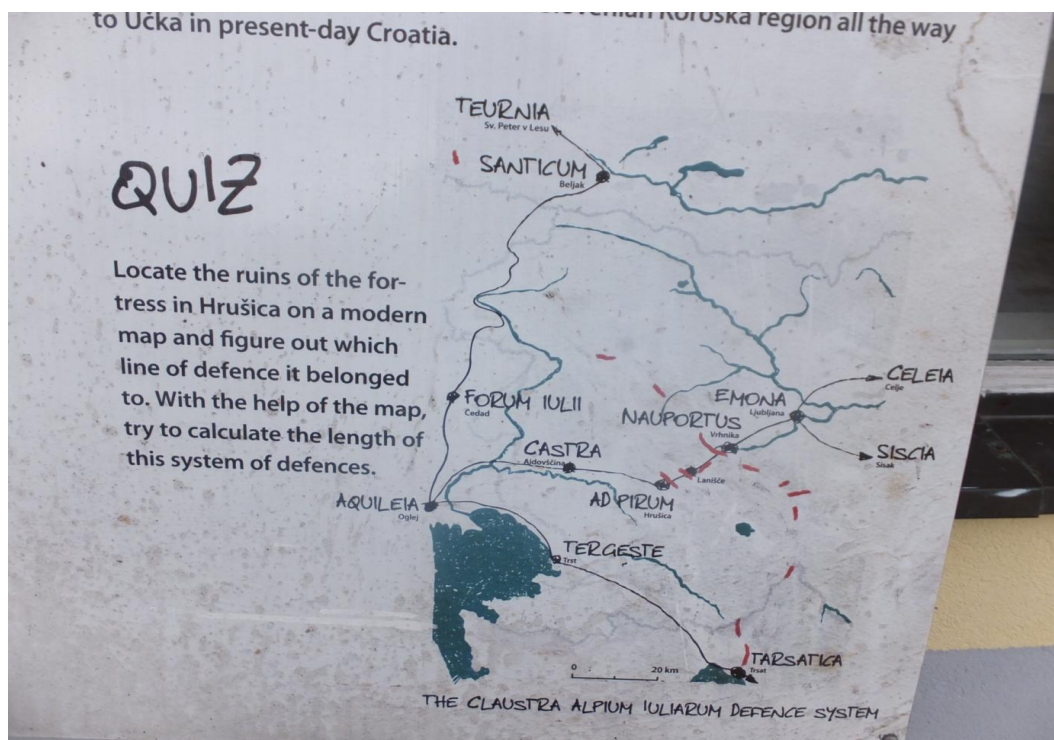 region all the way
to Učka in present-day Croatia.
QUIZ
Locate the ruins of the for-
tress in Hrušica on a modern
map and figure out which
line of defence it belonged
to. With the help of the map,
try to calculate the length of
this system of defences.
TEURNIA
Sv. Peter v Lesu
SANTICUM
Beljak
FORUM IULII
Čedad
CELEIA
Celje
EMONA
Ljubljana
NAUPORTUS
Vrhnika
SISCIA
Sisak
CASTRA
Ajdovščina
Lanišče
AD PIRUM
Hrušica
AQUILEIA
Oglej
TERGESTE
Trst
TARSATICA
Trsat
0 20 km
THE CLAUSTRA ALPIUM IULIARUM DEFENCE SYSTEM